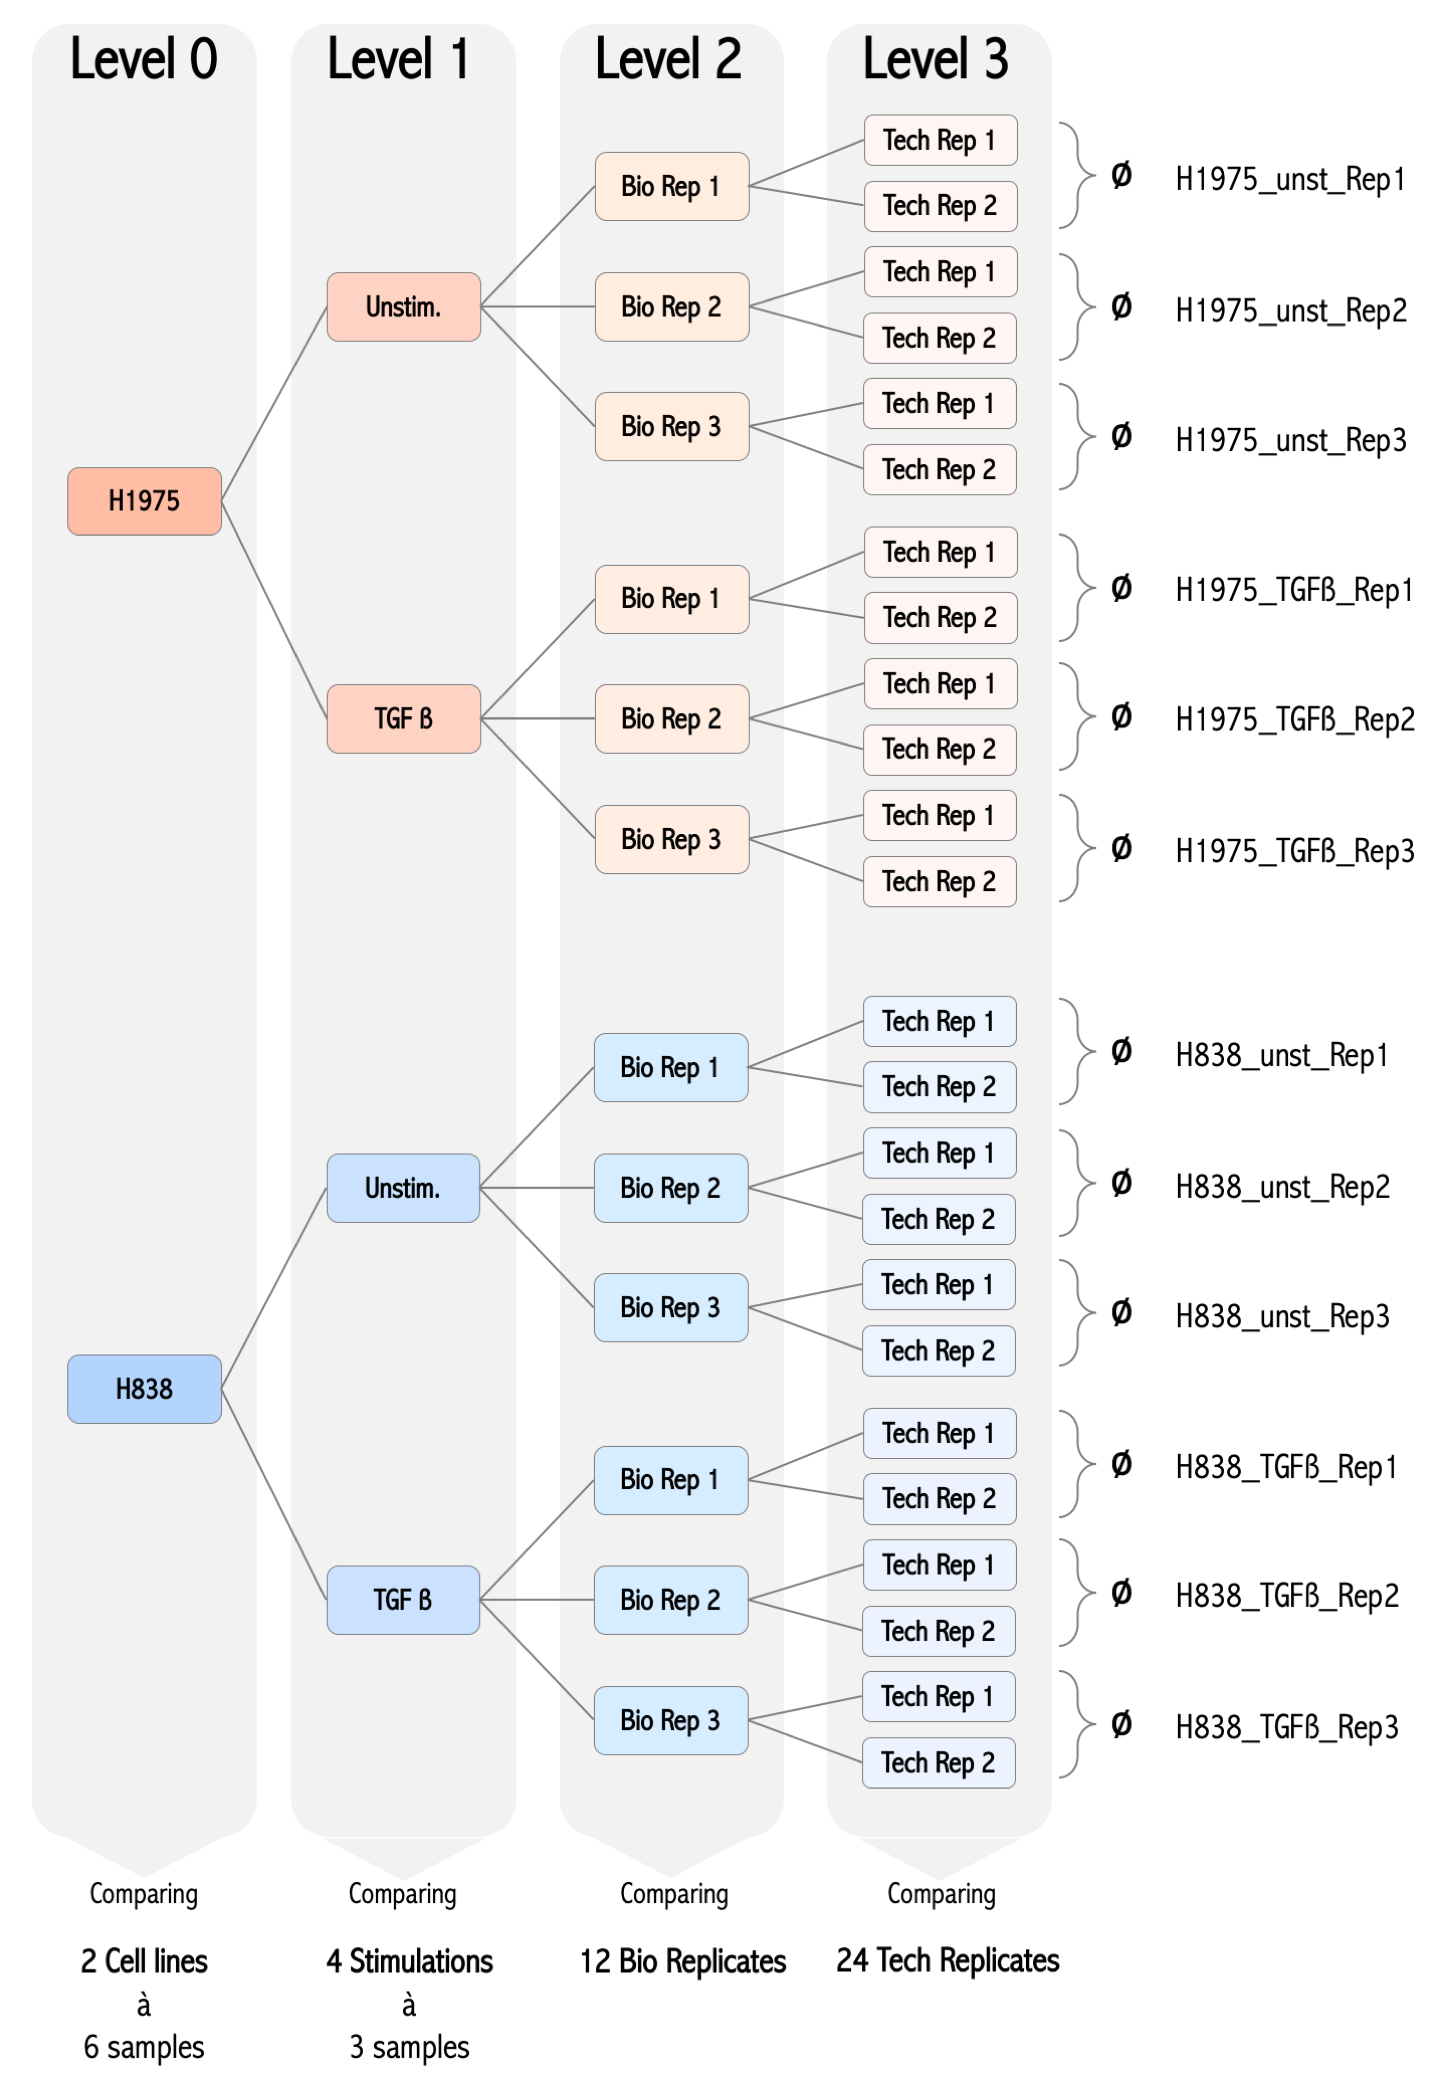 Level 0
Level 1
Level 2
Level 3
H1975
Unstim.
Bio Rep 1
Tech Rep 1
Tech Rep 2
Ø H1975_unst_Rep1
Bio Rep 2
Tech Rep 1
Tech Rep 2
Ø H1975_unst_Rep2
Bio Rep 3
Tech Rep 1
Tech Rep 2
Ø H1975_unst_Rep3
TGF ß
Bio Rep 1
Tech Rep 1
Tech Rep 2
Ø H1975_TGFß_Rep1
Bio Rep 2
Tech Rep 1
Tech Rep 2
Ø H1975_TGFß_Rep2
Bio Rep 3
Tech Rep 1
Tech Rep 2
Ø H1975_TGFß_Rep3
H838
Unstim.
Bio Rep 1
Tech Rep 1
Tech Rep 2
Ø H838_unst_Rep1
Bio Rep 2
Tech Rep 1
Tech Rep 2
Ø H838_unst_Rep2
Bio Rep 3
Tech Rep 1
Tech Rep 2
Ø H838_unst_Rep3
TGF ß
Bio Rep 1
Tech Rep 1
Tech Rep 2
Ø H838_TGFß_Rep1
Bio Rep 2
Tech Rep 1
Tech Rep 2
Ø H838_TGFß_Rep2
Bio Rep 3
Tech Rep 1
Tech Rep 2
Ø H838_TGFß_Rep3
Comparing
2 Cell lines
à
6 samples
Comparing
4 Stimulations
à
3 samples
Comparing
12 Bio Replicates
Comparing
24 Tech Replicates